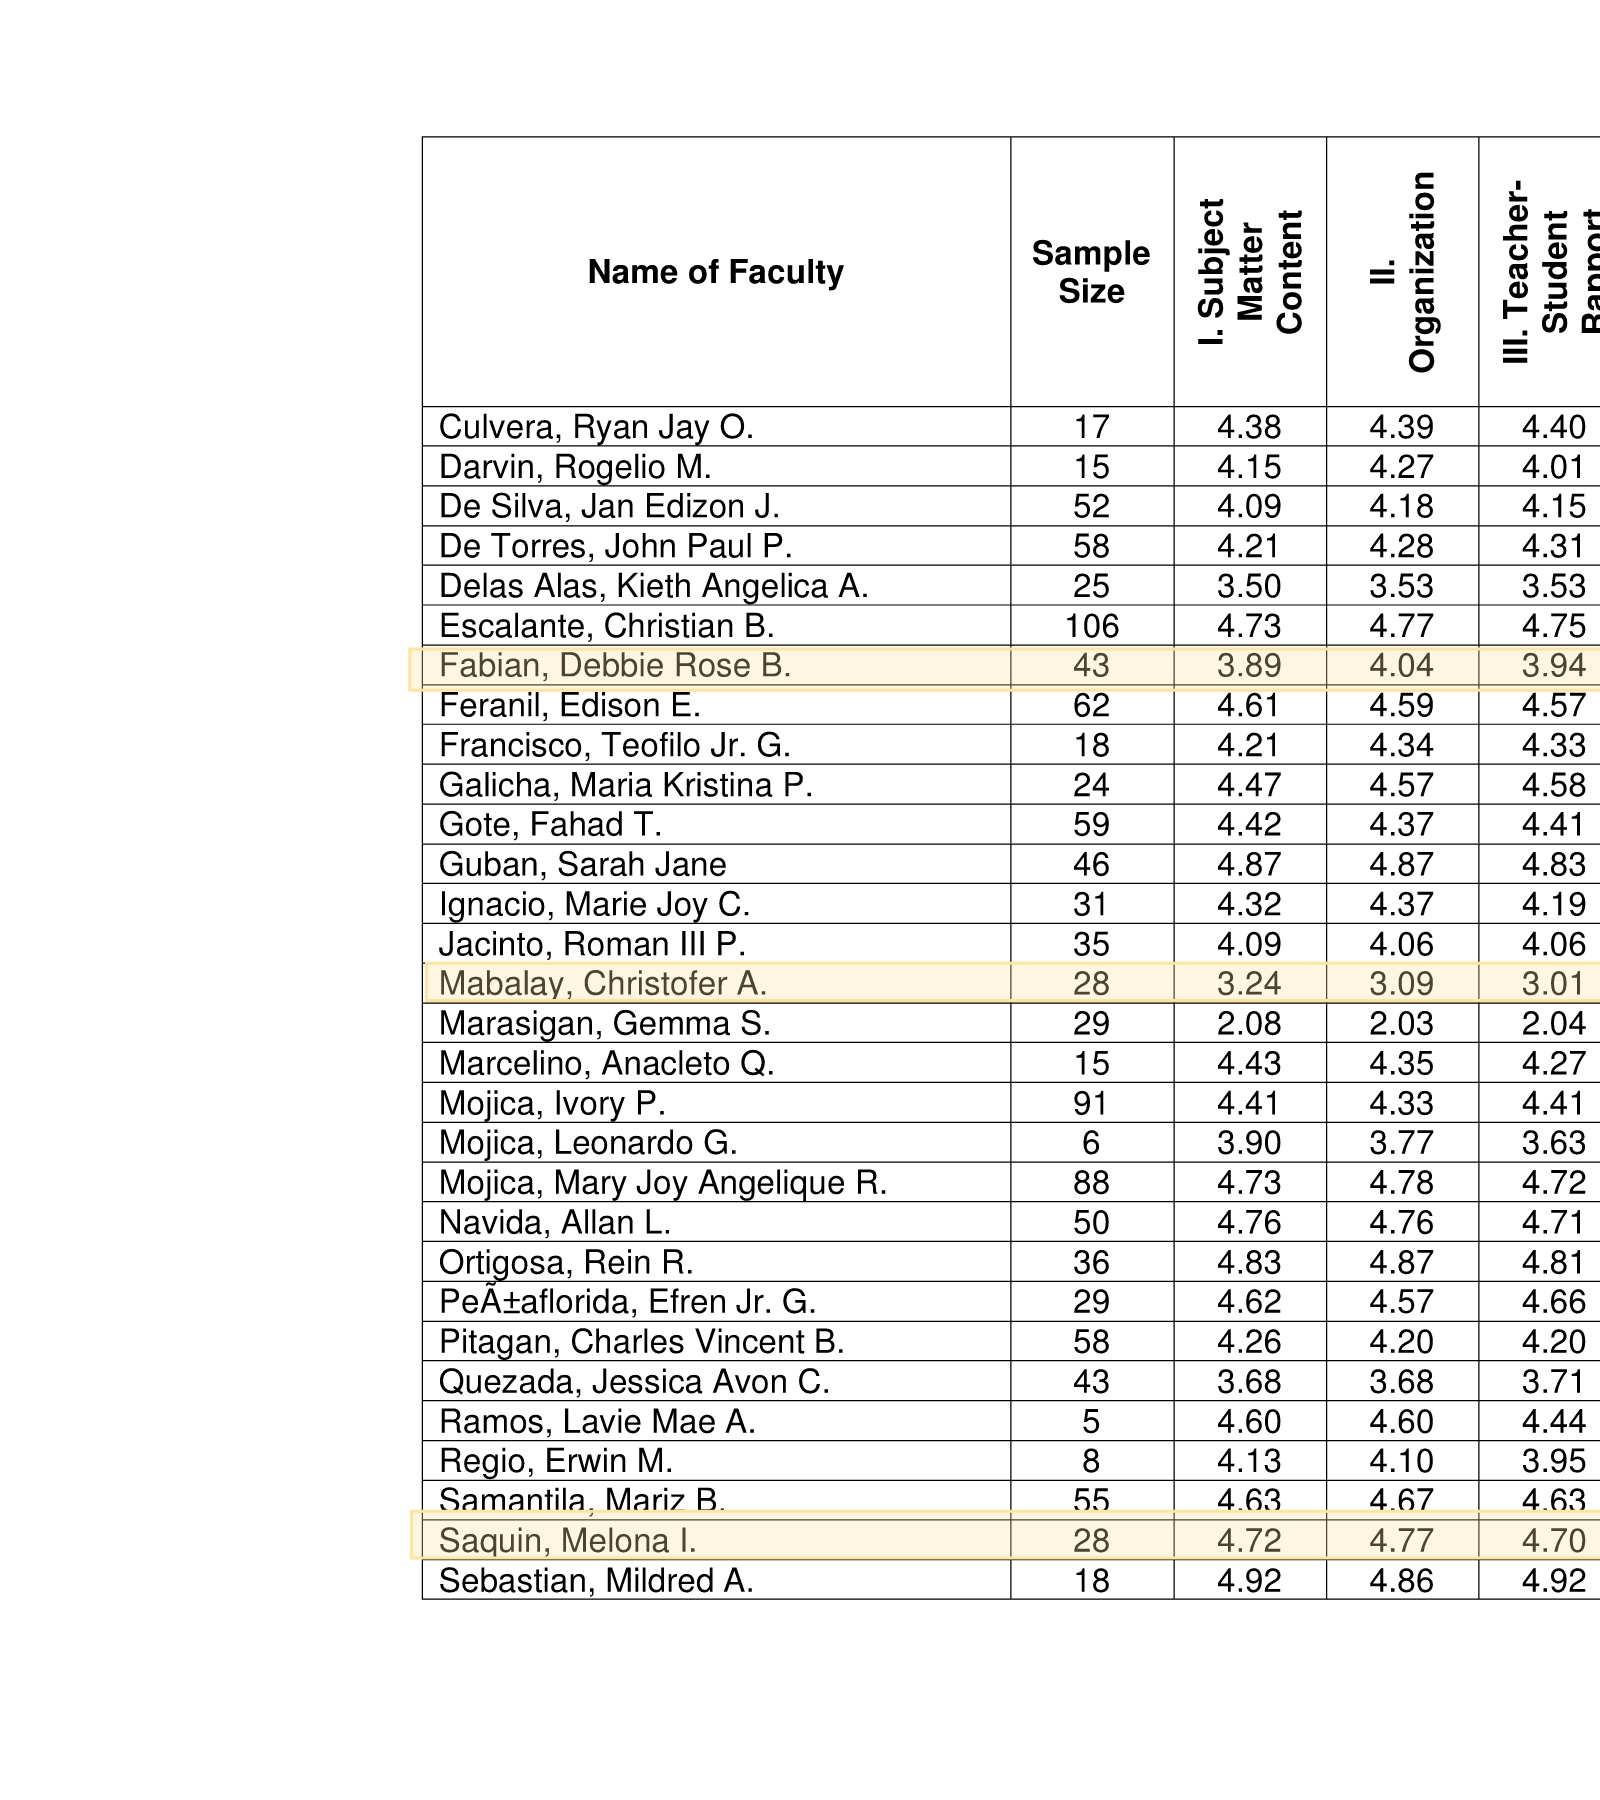 Name of Faculty Sample Size I. Subject Matter Content II. Organization III. Teacher-Student Rapport
Culvera, Ryan Jay O. 17 4.38 4.39 4.40
Darvin, Rogelio M. 15 4.15 4.27 4.01
De Silva, Jan Edizon J. 52 4.09 4.18 4.15
De Torres, John Paul P. 58 4.21 4.28 4.31
Delas Alas, Kieth Angelica A. 25 3.50 3.53 3.53
Escalante, Christian B. 106 4.73 4.77 4.75
Fabian, Debbie Rose B. 43 3.89 4.04 3.94
Feranil, Edison E. 62 4.61 4.59 4.57
Francisco, Teofilo Jr. G. 18 4.21 4.34 4.33
Galicha, Maria Kristina P. 24 4.47 4.57 4.58
Gote, Fahad T. 59 4.42 4.37 4.41
Guban, Sarah Jane 46 4.87 4.87 4.83
Ignacio, Marie Joy C. 31 4.32 4.37 4.19
Jacinto, Roman III P. 35 4.09 4.06 4.06
Mabalay, Christofer A. 28 3.24 3.09 3.01
Marasigan, Gemma S. 29 2.08 2.03 2.04
Marcelino, Anacleto Q. 15 4.43 4.35 4.27
Mojica, Ivory P. 91 4.41 4.33 4.41
Mojica, Leonardo G. 6 3.90 3.77 3.63
Mojica, Mary Joy Angelique R. 88 4.73 4.78 4.72
Navida, Allan L. 50 4.76 4.76 4.71
Ortigosa, Rein R. 36 4.83 4.87 4.81
PeÃ±aflorida, Efren Jr. G. 29 4.62 4.57 4.66
Pitagan, Charles Vincent B. 58 4.26 4.20 4.20
Quezada, Jessica Avon C. 43 3.68 3.68 3.71
Ramos, Lavie Mae A. 5 4.60 4.60 4.44
Regio, Erwin M. 8 4.13 4.10 3.95
Samantila, Mariz B. 55 4.63 4.67 4.63
Saquin, Melona I. 28 4.72 4.77 4.70
Sebastian, Mildred A. 18 4.92 4.86 4.92